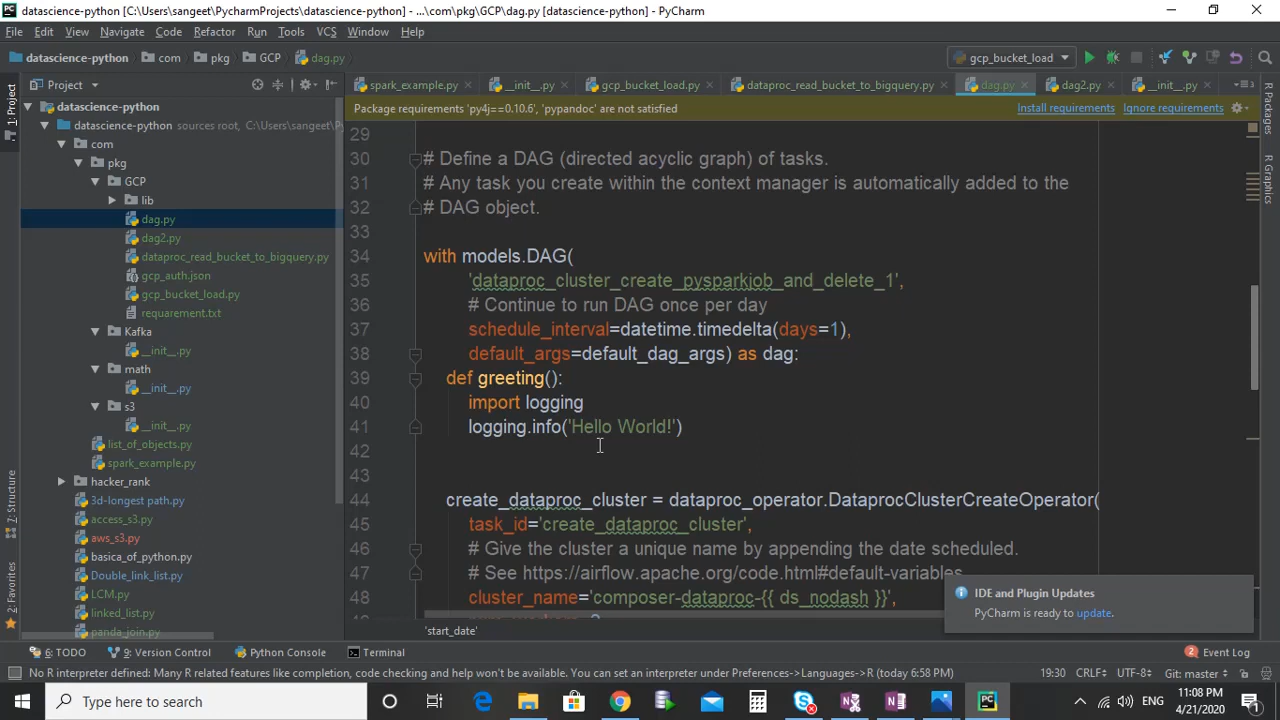 datascience-python [C:\Users\sangeet\PycharmProjects\datascience-python] - ...\com\pkg\GCP\dag.py [datascience-python] - PyCharm
File Edit View Navigate Code Refactor Run Tools VCS Window Help
datascience-python com pkg GCP dag.py gcp_bucket_load
Project spark_example.py __init__.py gcp_bucket_load.py dataproc_read_bucket_to_bigquery.py dag.py dag2.py __init__.py
Package requirements 'py4j==0.10.6', 'pypandoc' are not satisfied Install requirements Ignore requirements
1: Project
7: Structure
2: Favorites
R Packages
R Graphics
datascience-python
datascience-python sources root, C:\Users\sangeet\
com
pkg
GCP
lib
dag.py
dag2.py
dataproc_read_bucket_to_bigquery.py
gcp_auth.json
gcp_bucket_load.py
requarement.txt
Kafka
__init__.py
math
__init__.py
s3
__init__.py
list_of_objects.py
spark_example.py
hacker_rank
3d-longest path.py
access_s3.py
aws_s3.py
basica_of_python.py
Double_link_list.py
LCM.py
linked_list.py
panda_join.py
29
30 # Define a DAG (directed acyclic graph) of tasks.
31 # Any task you create within the context manager is automatically added to the
32 # DAG object.
33
34 with models.DAG(
35 'dataproc_cluster_create_pysparkjob_and_delete_1',
36 # Continue to run DAG once per day
37 schedule_interval=datetime.timedelta(days=1),
38 default_args=default_dag_args) as dag:
39 def greeting():
40 import logging
41 logging.info('Hello World!')
42
43
44 create_dataproc_cluster = dataproc_operator.DataprocClusterCreateOperator(
45 task_id='create_dataproc_cluster',
46 # Give the cluster a unique name by appending the date scheduled.
47 # See https://airflow.apache.org/code.html#default-variables
48 cluster_name='composer-dataproc-{{ ds_nodash }}',
'start_date'
IDE and Plugin Updates
PyCharm is ready to update.
6: TODO 9: Version Control Python Console Terminal 2 Event Log
No R interpreter defined: Many R related features like completion, code checking and help won't be available. You can set an interpreter under Preferences->Languages->R (today 6:58 PM) 19:30 CRLF UTF-8 Git: master
Type here to search
ENG
11:08 PM
4/21/2020
1